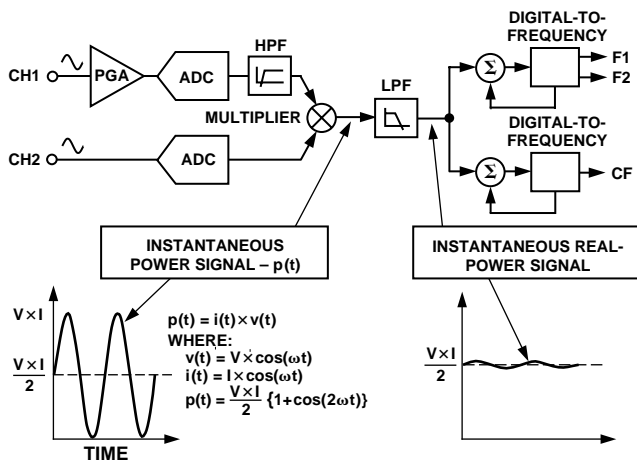 DIGITAL-TO-
FREQUENCY
HPF
F1
CH1
PGA
ADC
LPF
Σ
F2
MULTIPLIER
DIGITAL-TO-
FREQUENCY
CH2
ADC
Σ
CF
INSTANTANEOUS
POWER SIGNAL – p(t)
INSTANTANEOUS REAL-
POWER SIGNAL
V × I
p(t) = i(t) × v(t)
WHERE:
v(t) = V × cos(ωt)
i(t) = I × cos(ωt)
p(t) = V × I / 2 {1+cos(2ωt)}
V × I
2
V × I
2
TIME